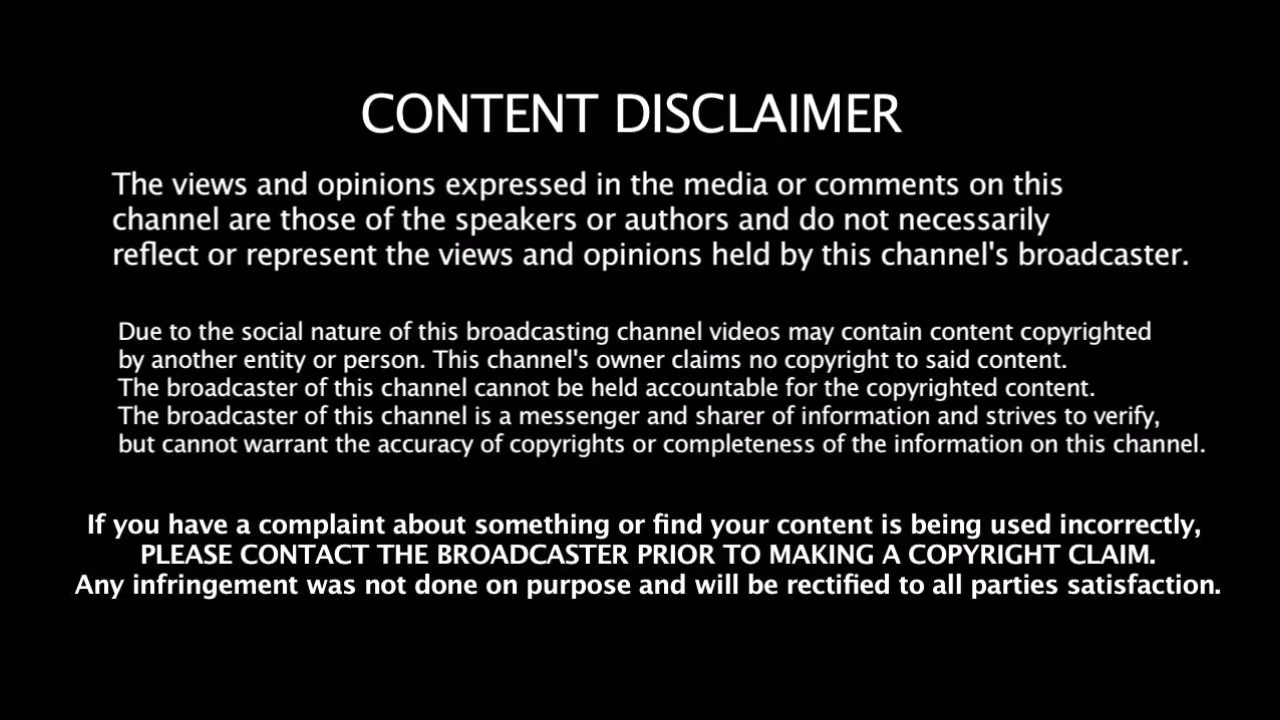 CONTENT DISCLAIMER
The views and opinions expressed in the media or comments on this
channel are those of the speakers or authors and do not necessarily
reflect or represent the views and opinions held by this channel's broadcaster.
Due to the social nature of this broadcasting channel videos may contain content copyrighted
by another entity or person. This channel's owner claims no copyright to said content.
The broadcaster of this channel cannot be held accountable for the copyrighted content.
The broadcaster of this channel is a messenger and sharer of information and strives to verify,
but cannot warrant the accuracy of copyrights or completeness of the information on this channel.
If you have a complaint about something or find your content is being used incorrectly,
PLEASE CONTACT THE BROADCASTER PRIOR TO MAKING A COPYRIGHT CLAIM.
Any infringement was not done on purpose and will be rectified to all parties satisfaction.